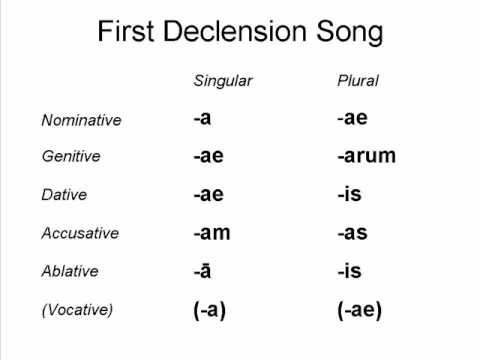 First Declension Song
Singular Plural
Nominative -a -ae
Genitive -ae -arum
Dative -ae -is
Accusative -am -as
Ablative -ā -is
(Vocative) (-a) (-ae)